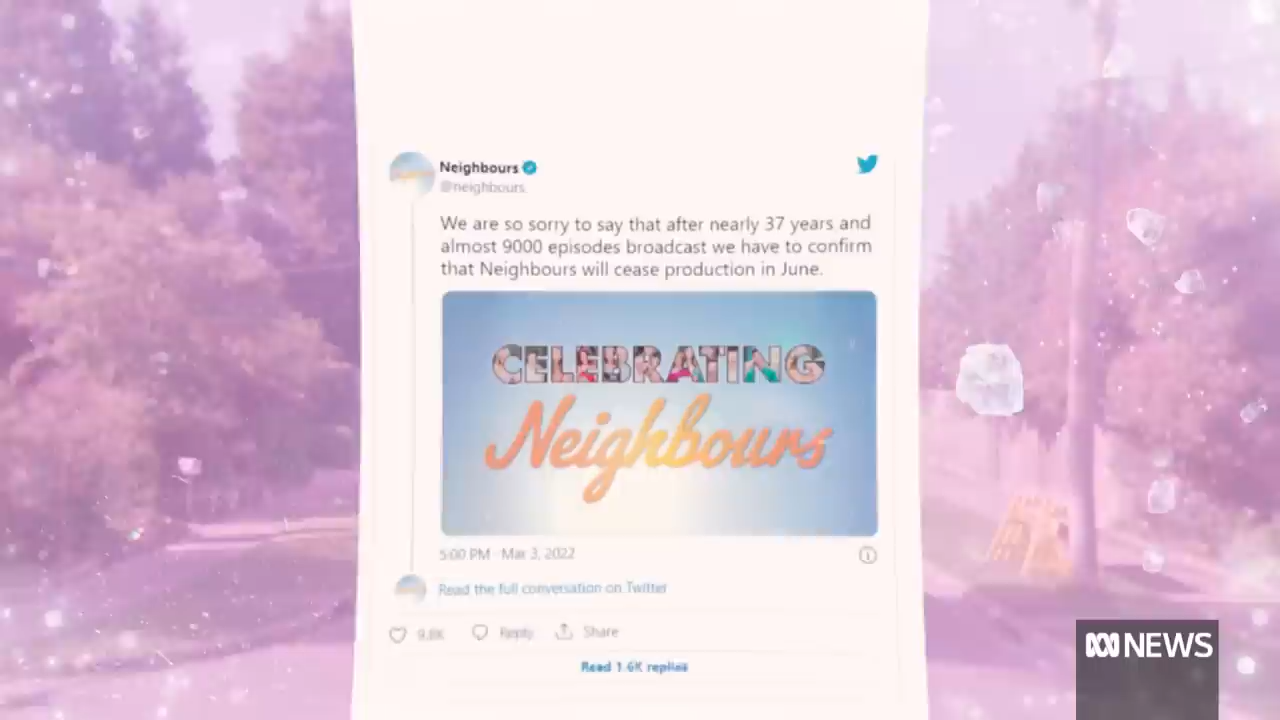 Neighbours
@neighbours
We are so sorry to say that after nearly 37 years and
almost 9000 episodes broadcast we have to confirm
that Neighbours will cease production in June.
CELEBRATING
Neighbours
5:00 PM · Mar 3, 2022
Read the full conversation on Twitter
9.8K Reply Share
Read 1.6K replies
NEWS